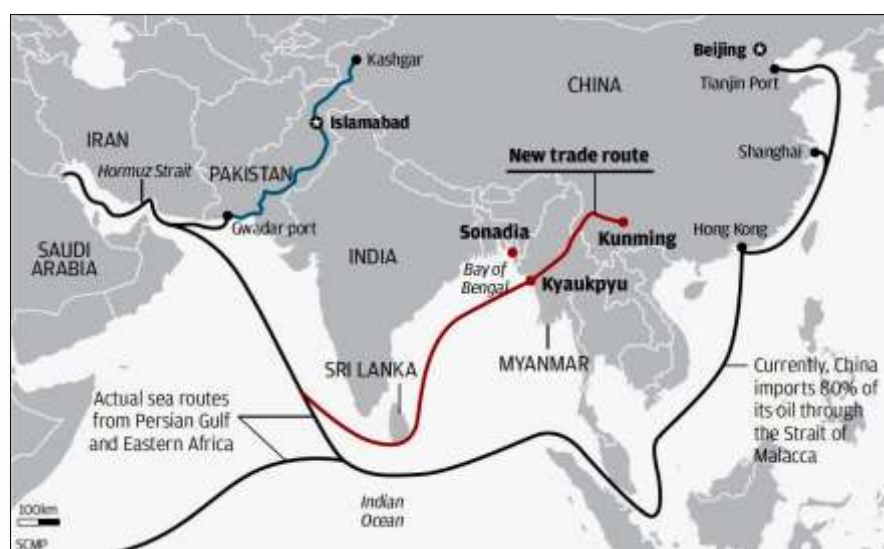 Kashgar
Beijing
Tianjin Port
CHINA
Islamabad
IRAN
Hormuz Strait
PAKISTAN
New trade route
Shanghai
Gwadar port
SAUDI
ARABIA
INDIA
Sonadia
Kunming
Hong Kong
Bay of
Bengal
Kyaukpyu
SRI LANKA
MYANMAR
Actual sea routes
from Persian Gulf
and Eastern Africa
Currently, China
imports 80% of
its oil through
the Strait of
Malacca
Indian
Ocean
100km
SCMP